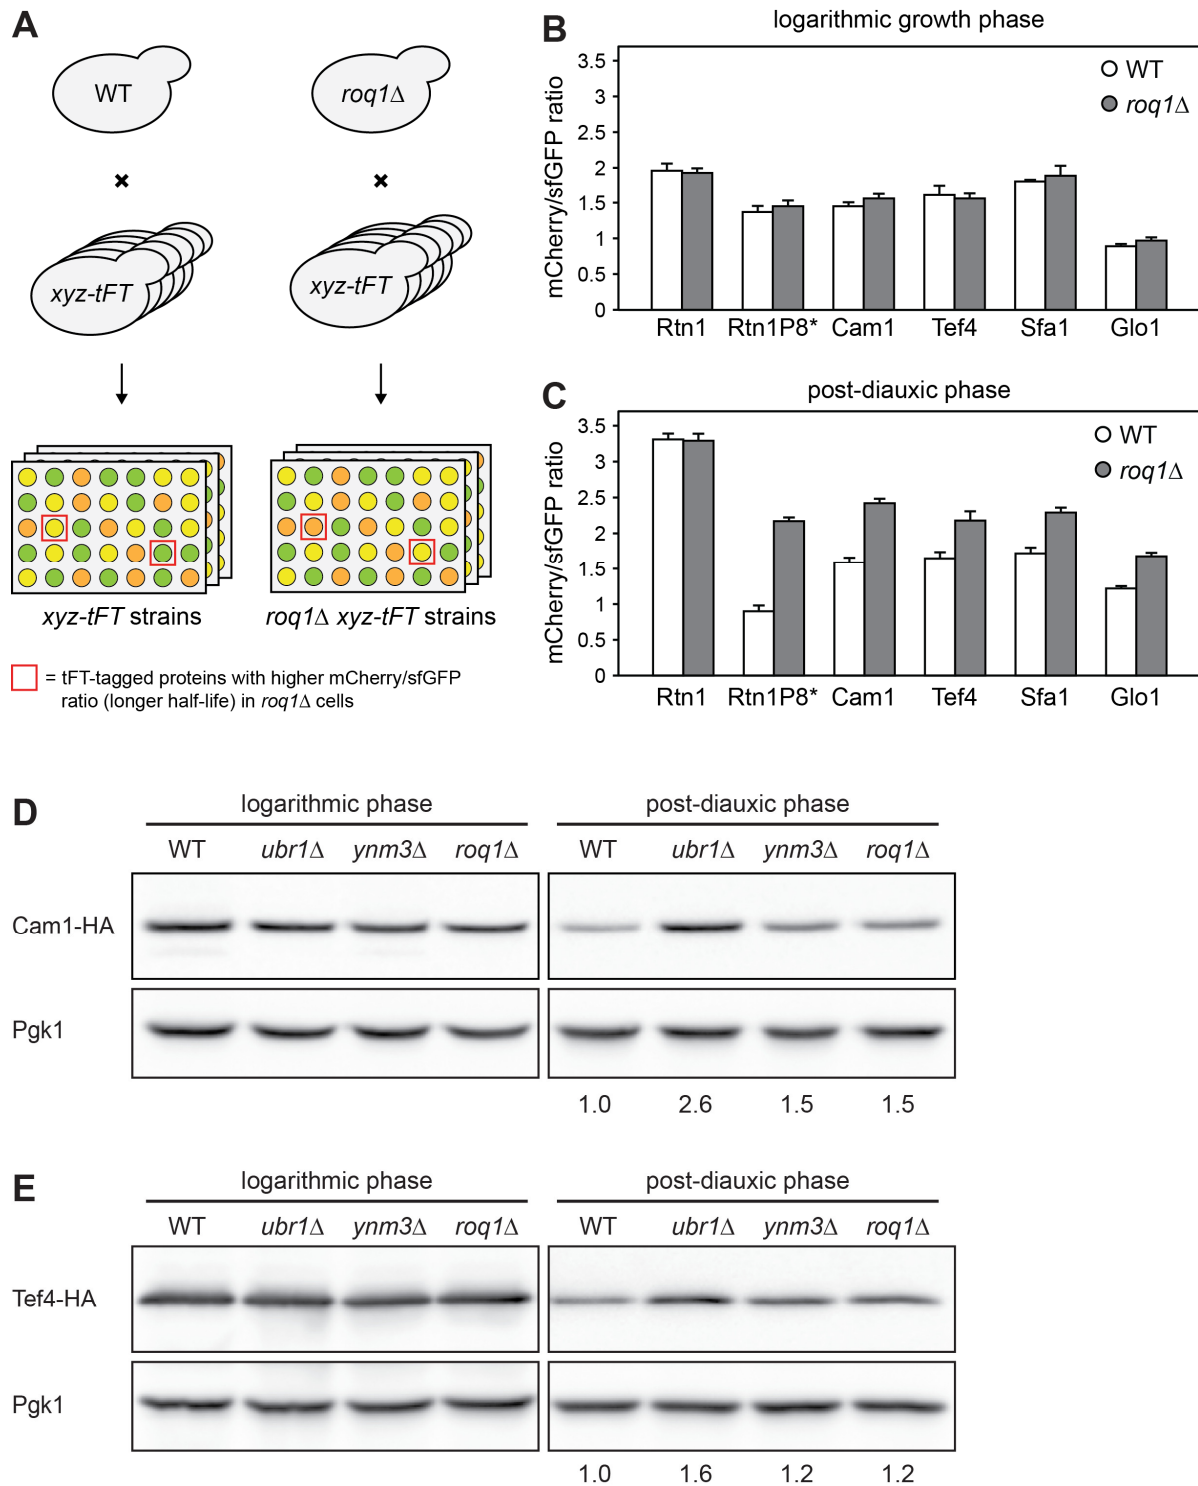 A
WT
roq1Δ
×
×
xyz-tFT
xyz-tFT
xyz-tFT strains
roq1Δ xyz-tFT strains
= tFT-tagged proteins with higher mCherry/sfGFP
ratio (longer half-life) in roq1Δ cells
B
logarithmic growth phase
mCherry/sfGFP ratio
3.5
3
2.5
2
1.5
1
0.5
0
WT
roq1Δ
Rtn1 Rtn1P8* Cam1 Tef4 Sfa1 Glo1
C
post-diauxic phase
mCherry/sfGFP ratio
3.5
3
2.5
2
1.5
1
0.5
0
WT
roq1Δ
Rtn1 Rtn1P8* Cam1 Tef4 Sfa1 Glo1
D
logarithmic phase post-diauxic phase
WT ubr1Δ ynm3Δ roq1Δ WT ubr1Δ ynm3Δ roq1Δ
Cam1-HA
Pgk1
1.0 2.6 1.5 1.5
E
logarithmic phase post-diauxic phase
WT ubr1Δ ynm3Δ roq1Δ WT ubr1Δ ynm3Δ roq1Δ
Tef4-HA
Pgk1
1.0 1.6 1.2 1.2